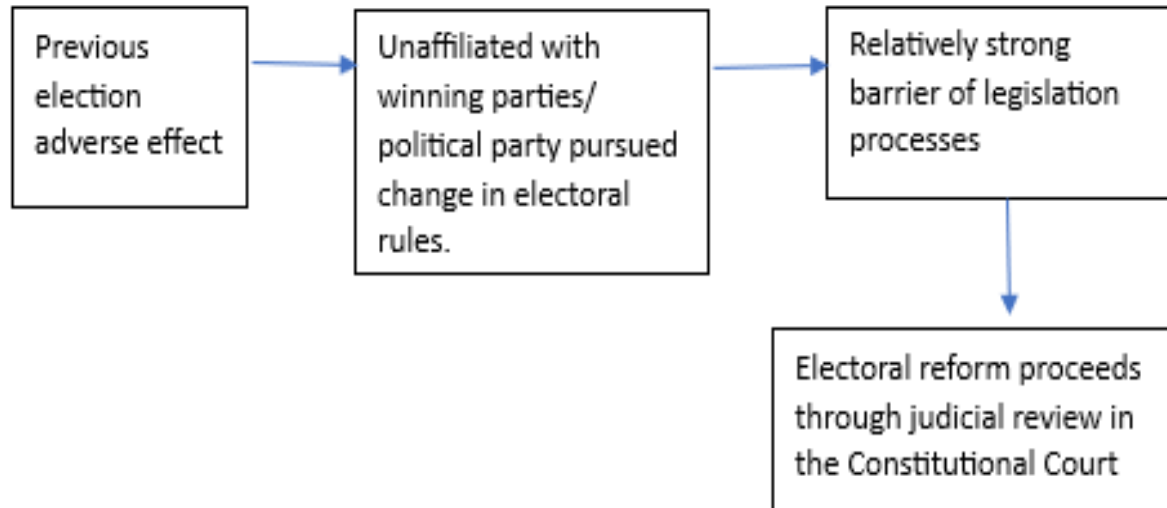 Previous
election
adverse effect
Unaffiliated with
winning parties/
political party pursued
change in electoral
rules.
Relatively strong
barrier of legislation
processes
Electoral reform proceeds
through judicial review in
the Constitutional Court